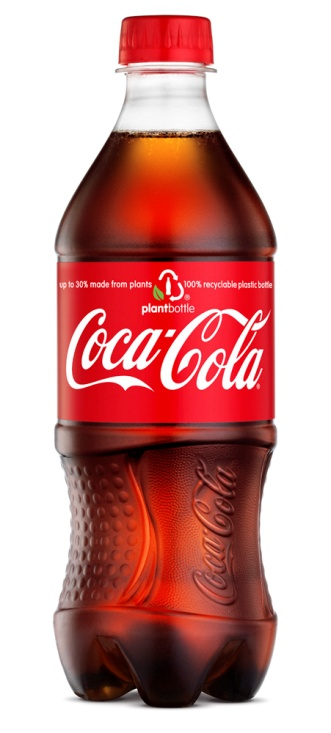 up to 30% made from plants 100% recyclable plastic bottle
®
plantbottle
Coca-Cola®
Coca-Cola